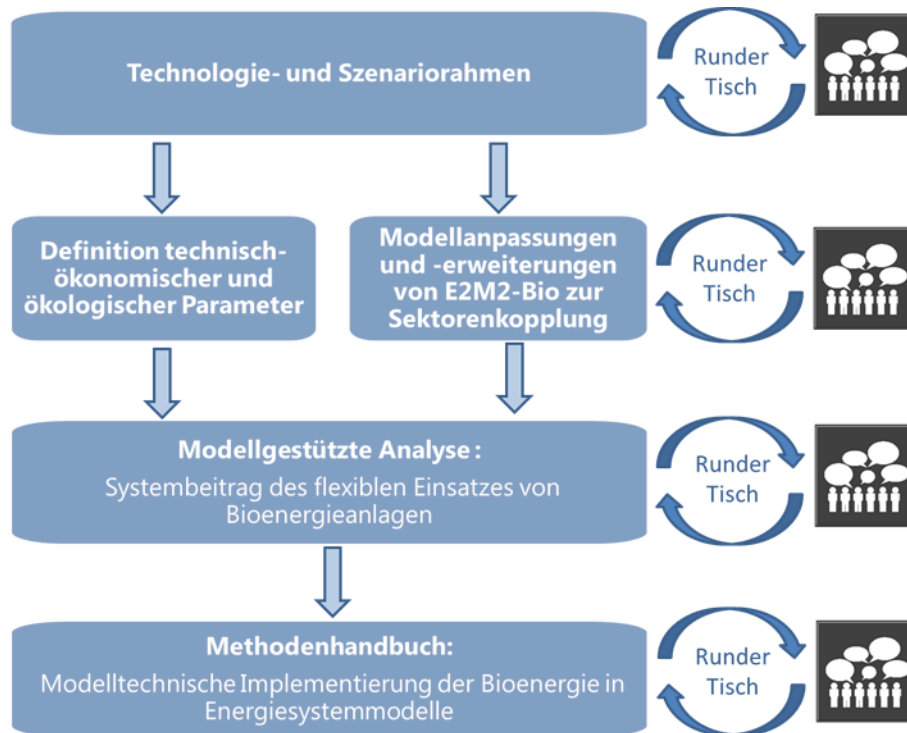 Technologie- und Szenariorahmen
Runder
Tisch
Definition technisch-
ökonomischer und
ökologischer Parameter
Modellanpassungen
und -erweiterungen
von E2M2-Bio zur
Sektorenkopplung
Runder
Tisch
Modellgestützte Analyse :
Systembeitrag des flexiblen Einsatzes von
Bioenergieanlagen
Runder
Tisch
Methodenhandbuch:
Modelltechnische Implementierung der Bioenergie in
Energiesystemmodelle
Runder
Tisch